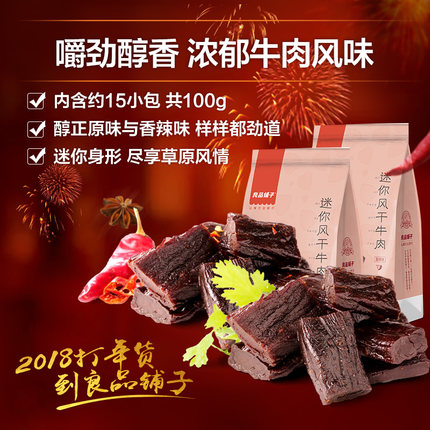 嚼劲醇香 浓郁牛肉风味
内含约15小包 共100g
醇正原味与香辣味 样样都劲道
迷你身形 尽享草原风情
良品铺子
迷你风干牛肉
迷你风干牛肉
2018打年货
到良品铺子